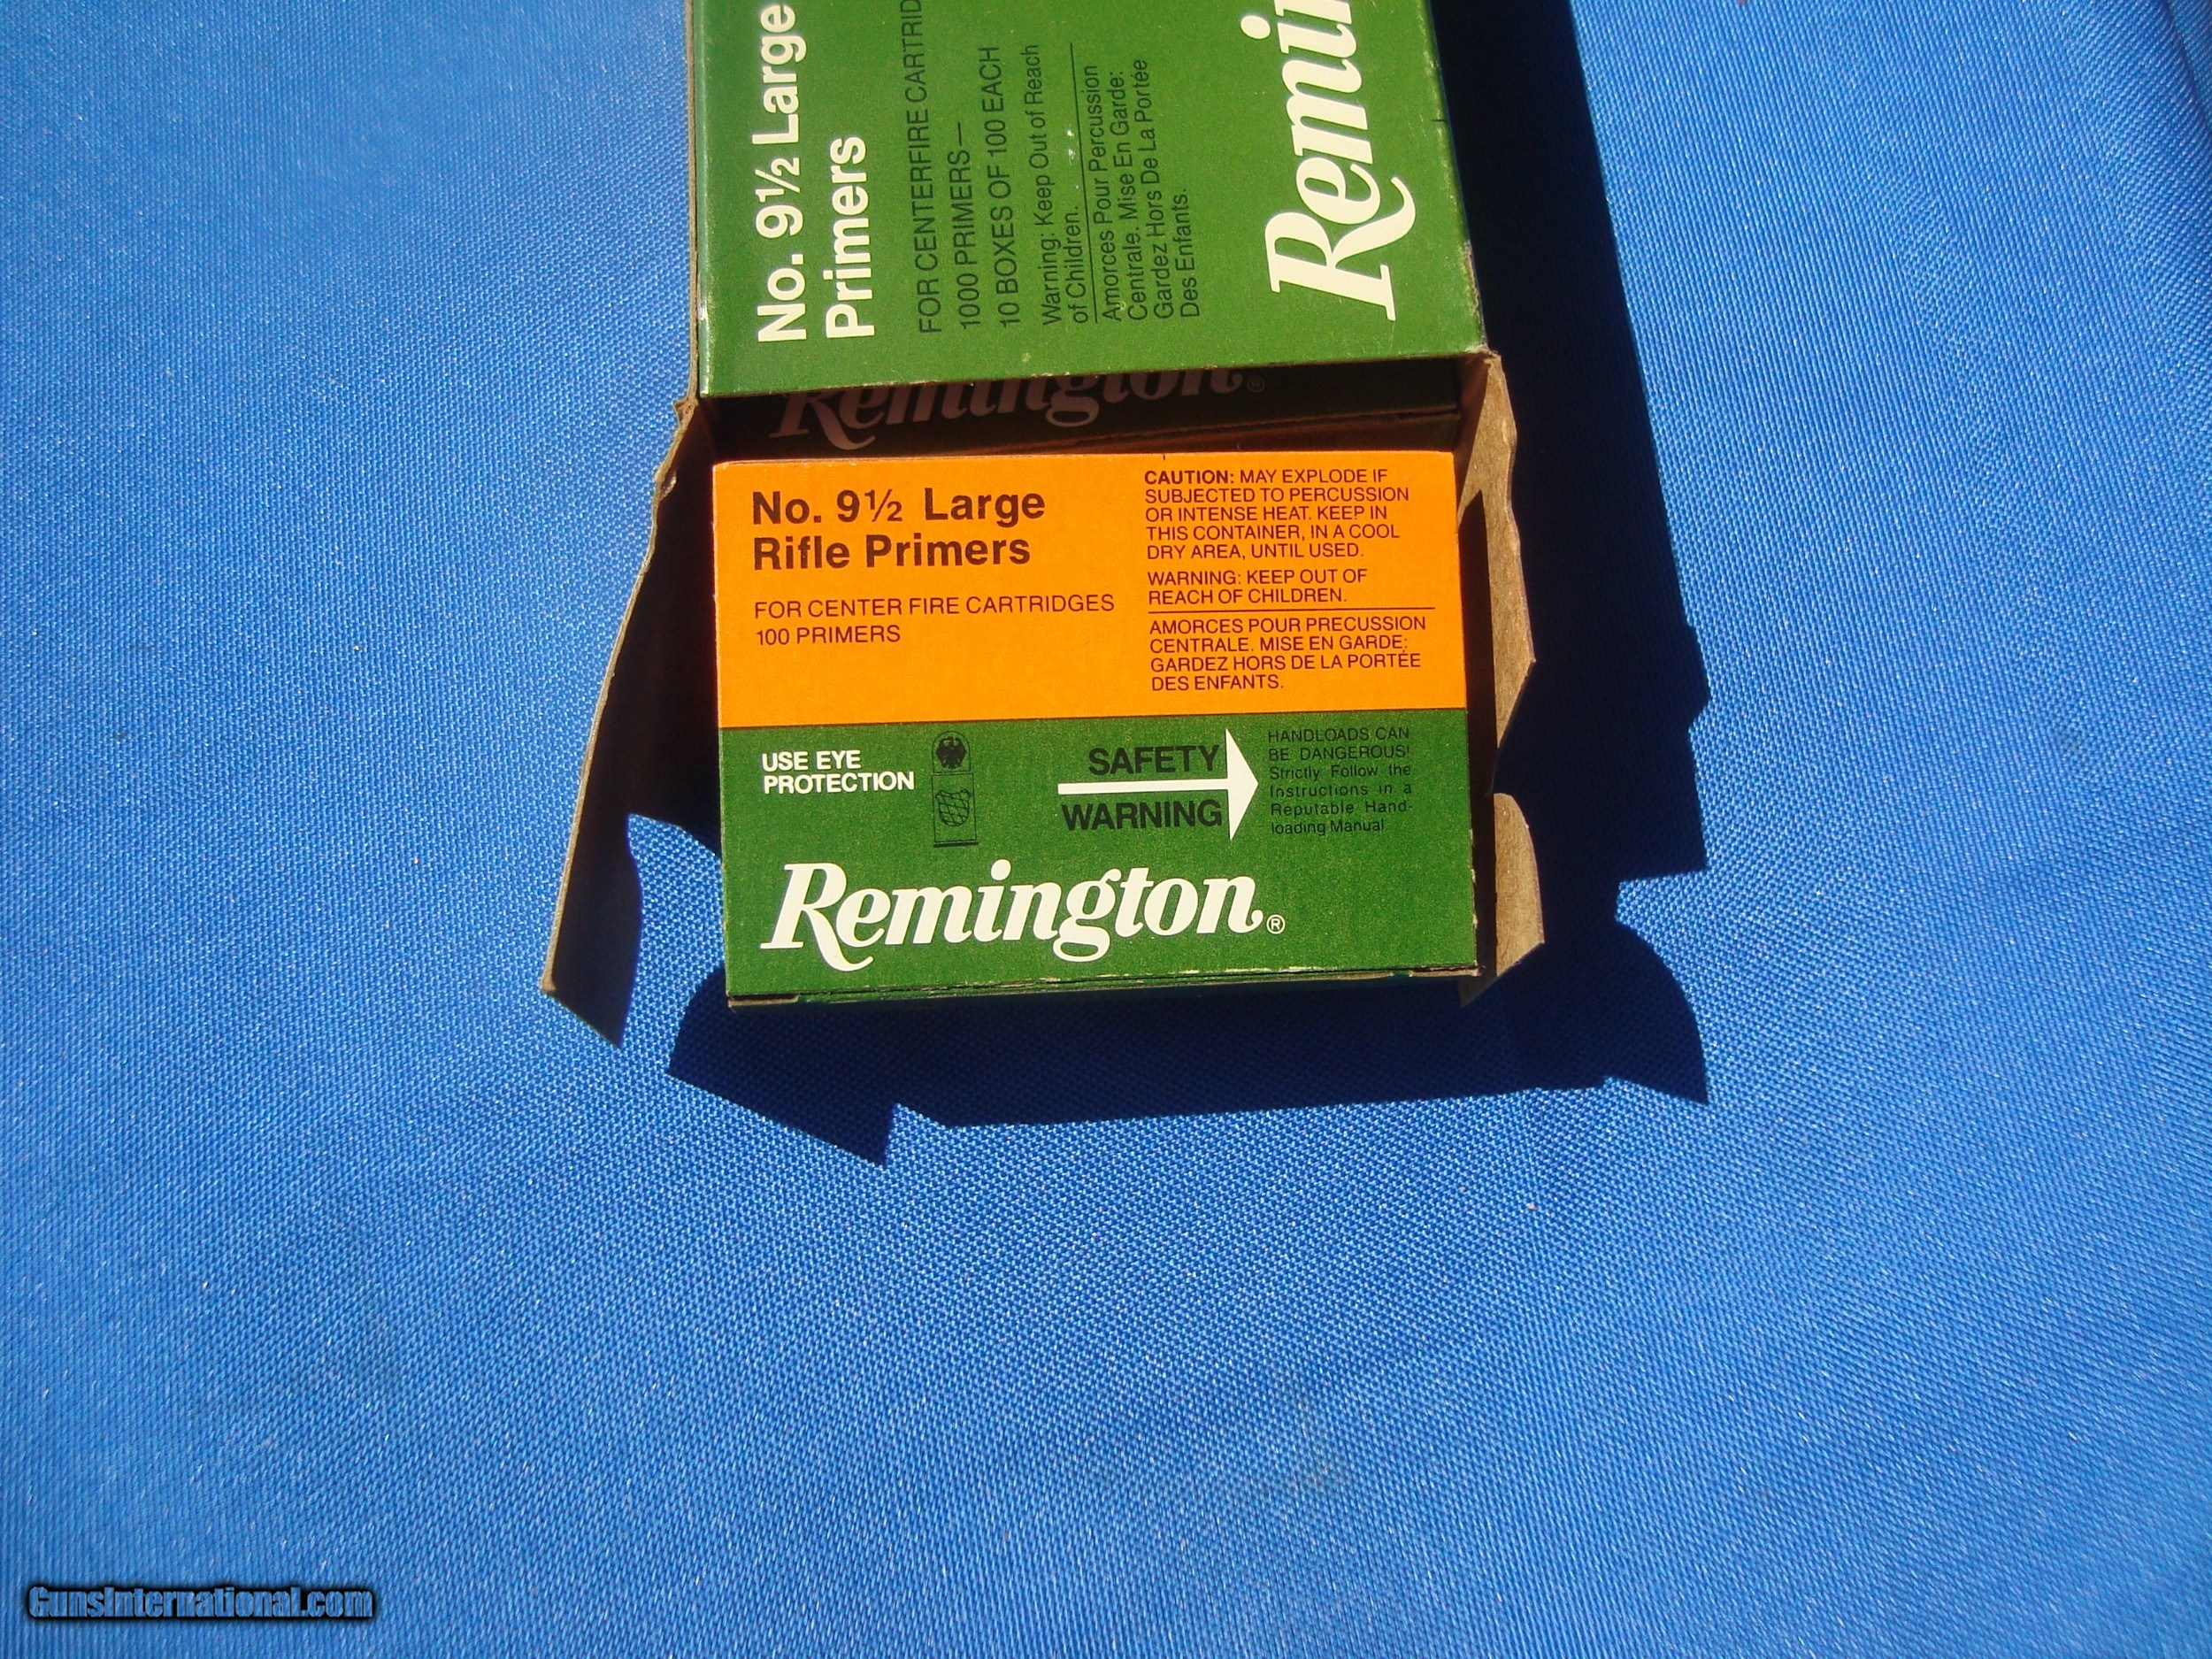 No. 9½ Large
Primers
FOR CENTERFIRE
1000 PRIMERS—
10 BOXES OF 100 EACH
Warning: Keep Out of Reach
of Children.
Amorces Pour Percussion
Centrale. Mise En Garde:
Gardez Hors De La Portée
Des Enfants.
Remin
Remington®
No. 9½ Large
Rifle Primers
FOR CENTER FIRE CARTRIDGES
100 PRIMERS
CAUTION: MAY EXPLODE IF
SUBJECTED TO PERCUSSION
OR INTENSE HEAT. KEEP IN
THIS CONTAINER, IN A COOL
DRY AREA, UNTIL USED.
WARNING: KEEP OUT OF
REACH OF CHILDREN.
AMORCES POUR PRECUSSION
CENTRALE. MISE EN GARDE:
GARDEZ HORS DE LA PORTÉE
DES ENFANTS.
USE EYE
PROTECTION
SAFETY
WARNING
HANDLOADS CAN
BE DANGEROUS!
Strictly Follow the
Instructions in a
Reputable Hand-
loading Manual
Remington®
GunsInternational.com